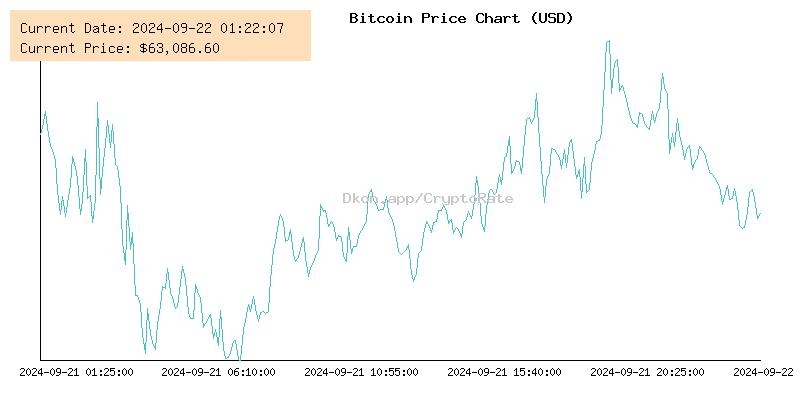 Bitcoin Price Chart (USD)
Current Date: 2024-09-22 01:22:07
Current Price: $63,086.60
Dkon.app/CryptoRate
2024-09-21 01:25:00
2024-09-21 06:10:00
2024-09-21 10:55:00
2024-09-21 15:40:00
2024-09-21 20:25:00
2024-09-22